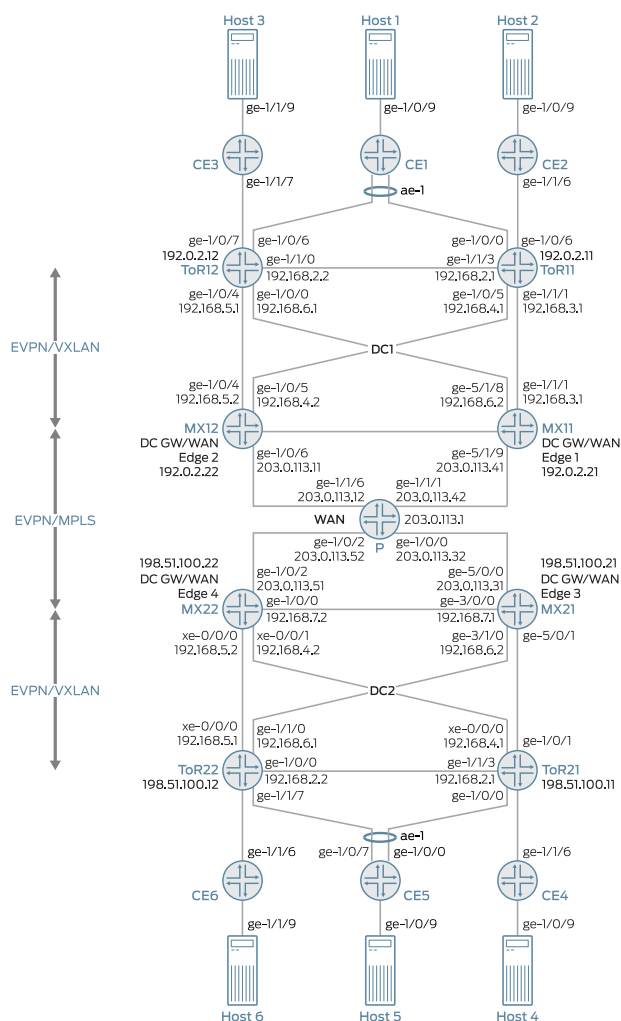 Host 3
Host 1
Host 2
ge-1/1/9
ge-1/0/9
ge-1/0/9
CE3
CE1
CE2
ge-1/1/7
ae-1
ge-1/1/6
ge-1/0/7
192.0.2.12
ToR12
ge-1/0/6
ge-1/1/0
192.168.2.2
ge-1/0/0
ge-1/1/3
192.168.2.1
ge-1/0/6
192.0.2.11
ToR11
ge-1/0/4
192.168.5.1
ge-1/0/0
192.168.6.1
ge-1/0/5
192.168.4.1
ge-1/1/1
192.168.3.1
EVPN/VXLAN
DC1
ge-1/0/4
192.168.5.2
ge-1/0/5
192.168.4.2
ge-5/1/8
192.168.6.2
ge-1/1/1
192.168.3.1
MX12
DC GW/WAN
Edge 2
192.0.2.22
MX11
DC GW/WAN
Edge 1
192.0.2.21
ge-1/0/6
203.0.113.11
ge-5/1/9
203.0.113.41
ge-1/1/6
203.0.113.12
ge-1/1/1
203.0.113.42
EVPN/MPLS
WAN
203.0.113.1
P
ge-1/0/2
203.0.113.52
ge-1/0/0
203.0.113.32
198.51.100.22
DC GW/WAN
Edge 4
MX22
ge-1/0/2
203.0.113.51
ge-1/0/0
192.168.7.2
ge-5/0/0
203.0.113.31
ge-3/0/0
192.168.7.1
198.51.100.21
DC GW/WAN
Edge 3
MX21
xe-0/0/0
192.168.5.2
xe-0/0/1
192.168.4.2
ge-3/1/0
192.168.6.2
ge-5/0/1
EVPN/VXLAN
DC2
xe-0/0/0
192.168.5.1
ge-1/1/0
192.168.6.1
xe-0/0/0
192.168.4.1
ge-1/0/1
ToR22
198.51.100.12
ge-1/0/0
192.168.2.2
ge-1/1/3
192.168.2.1
ToR21
198.51.100.11
ge-1/1/7
ge-1/0/0
ae-1
ge-1/1/6
ge-1/0/7
ge-1/0/0
ge-1/1/6
CE6
CE5
CE4
ge-1/1/9
ge-1/0/9
ge-1/0/9
Host 6
Host 5
Host 4